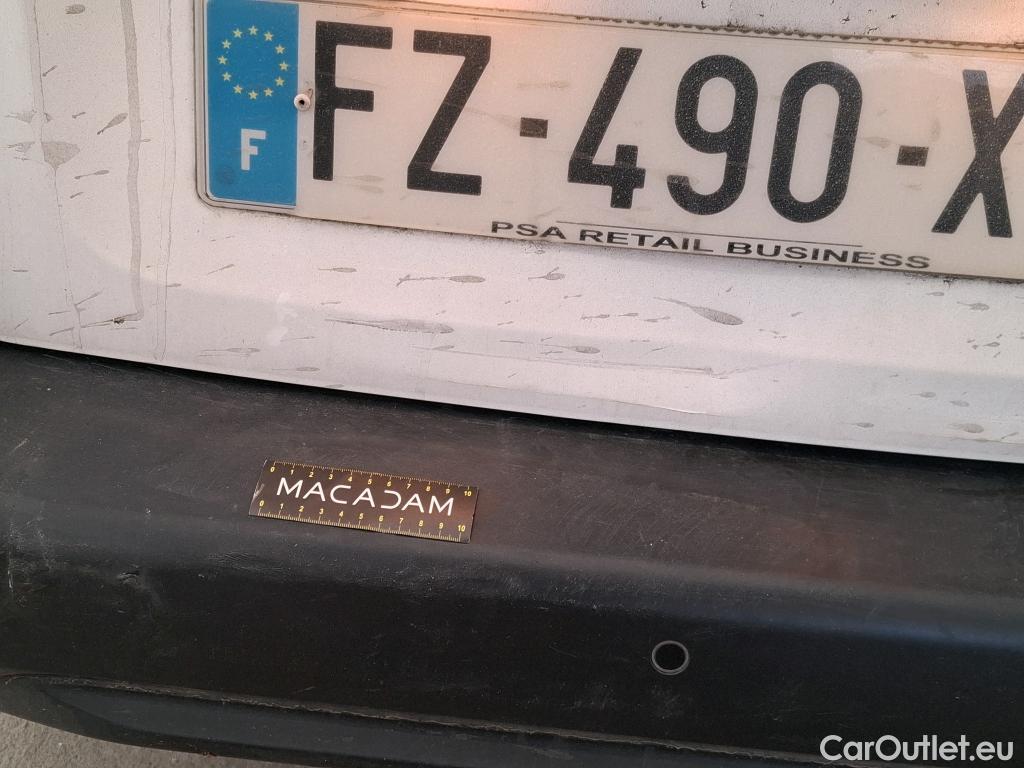 F
FZ-490-X
PSA RETAIL BUSINESS
0 1 2 3 4 5 6 7 8 9 10
MACADAM
0 1 2 3 4 5 6 7 8 9 10
CarOutlet.eu